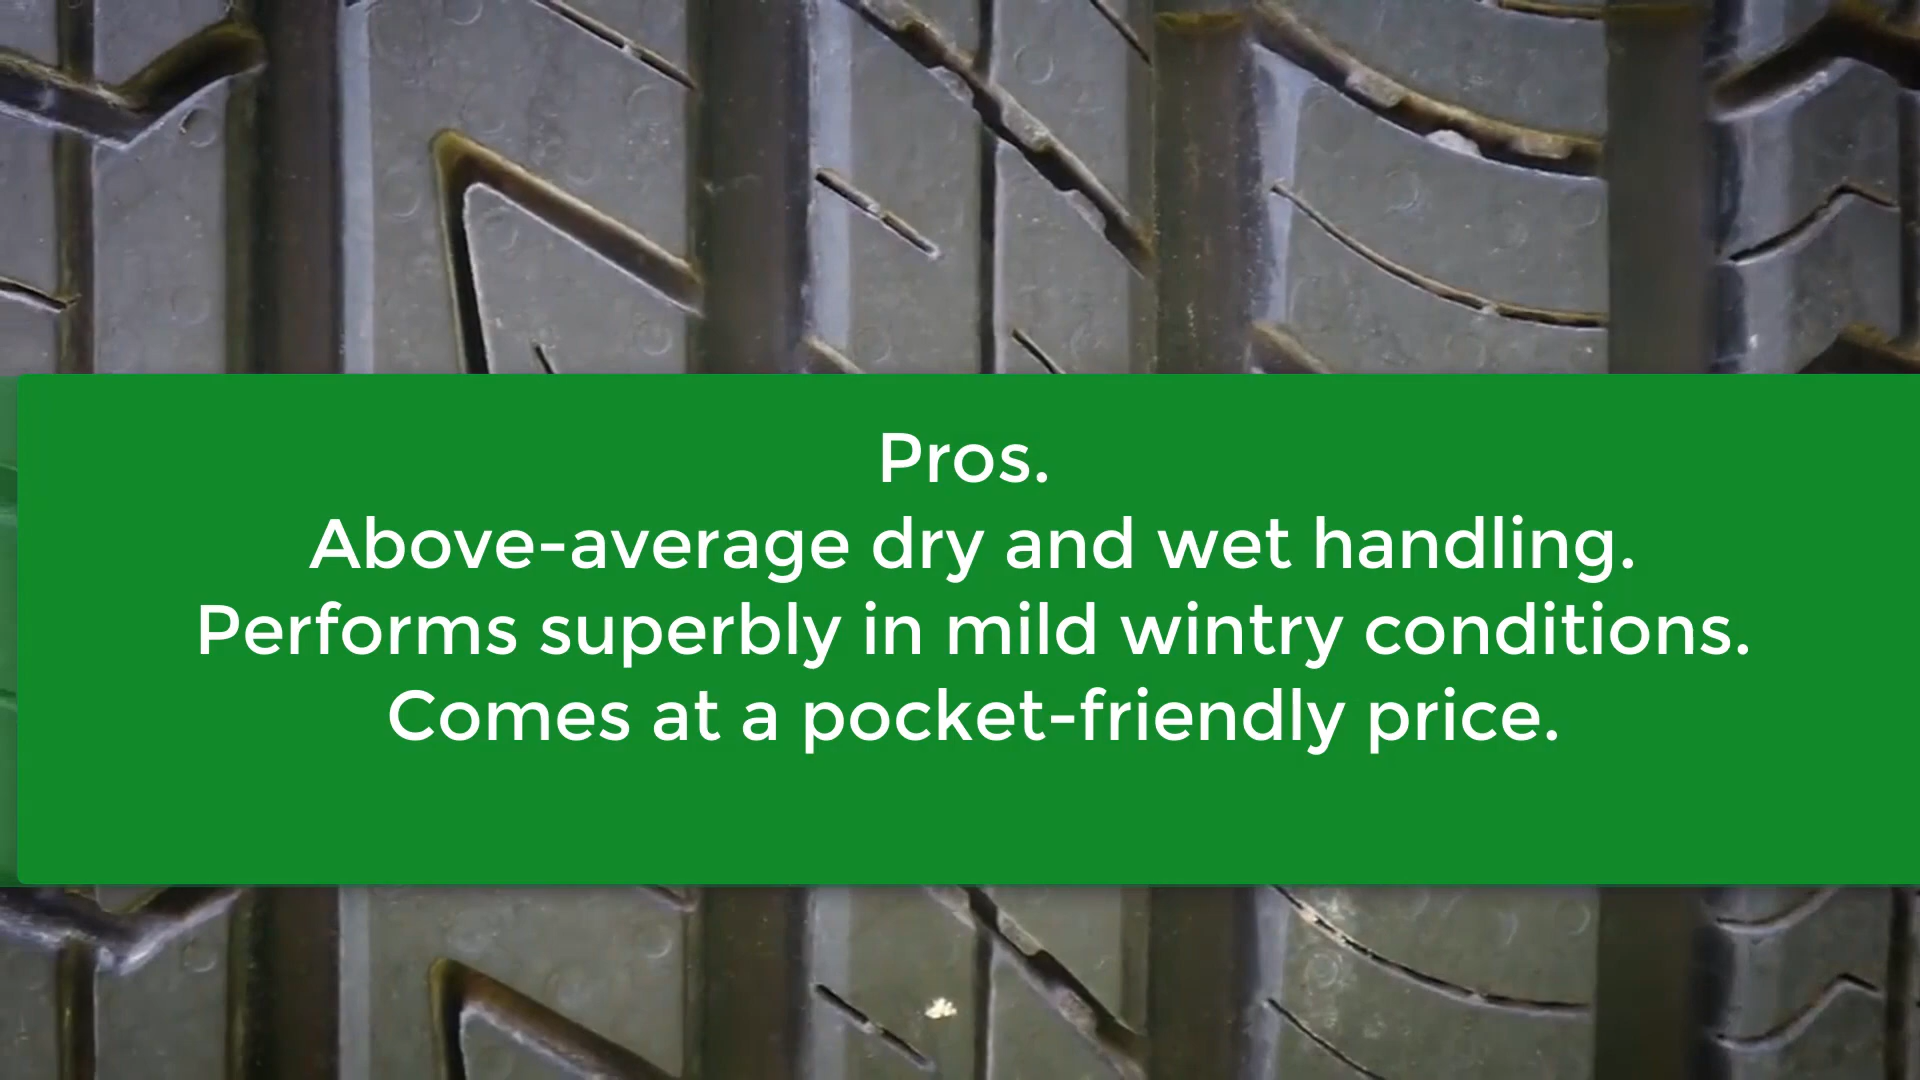 Pros.
Above-average dry and wet handling.
Performs superbly in mild wintry conditions.
Comes at a pocket-friendly price.